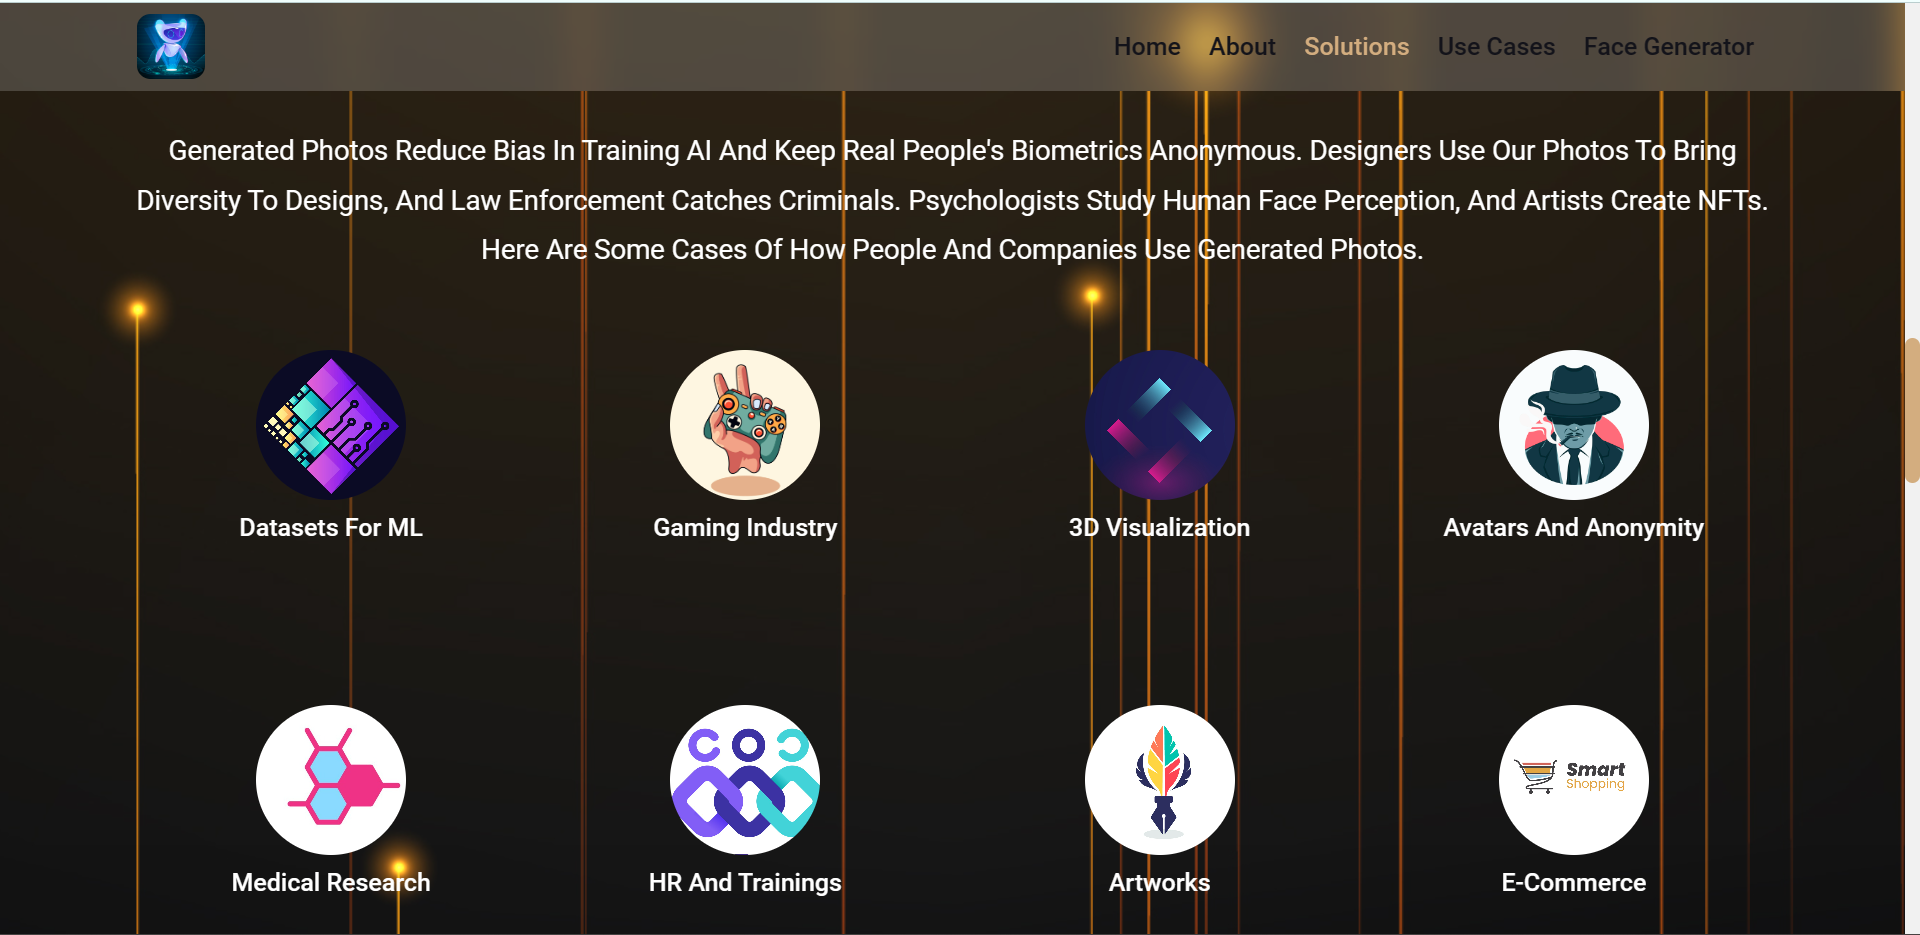 Home About Solutions Use Cases Face Generator
Generated Photos Reduce Bias In Training AI And Keep Real People's Biometrics Anonymous. Designers Use Our Photos To Bring
Diversity To Designs, And Law Enforcement Catches Criminals. Psychologists Study Human Face Perception, And Artists Create NFTs.
Here Are Some Cases Of How People And Companies Use Generated Photos.
Datasets For ML
Gaming Industry
3D Visualization
Avatars And Anonymity
Smart
Shopping
Medical Research
HR And Trainings
Artworks
E-Commerce